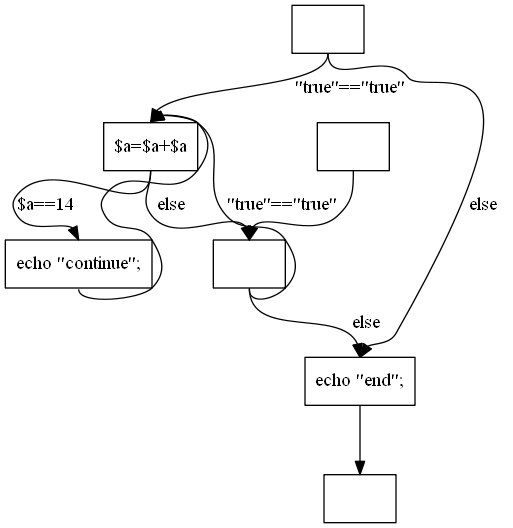 "true"=="true"
$a=$a+$a
$a==14
else
"true"=="true"
else
echo "continue";
else
echo "end";